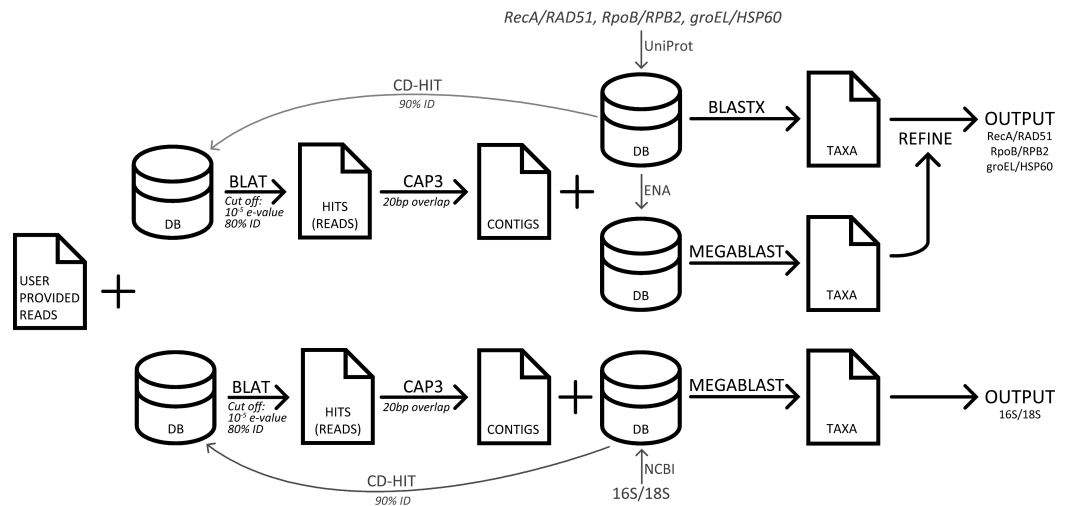 RecA/RAD51, RpoB/RPB2, groEL/HSP60
UniProt
CD-HIT
90% ID
DB
BLASTX
TAXA
OUTPUT
RecA/RAD51
RpoB/RPB2
groEL/HSP60
REFINE
DB
BLAT
Cut off:
10⁻⁵ e-value
80% ID
HITS
(READS)
CAP3
20bp overlap
CONTIGS
ENA
DB
MEGABLAST
TAXA
USER
PROVIDED
READS
DB
BLAT
Cut off:
10⁻⁵ e-value
80% ID
HITS
(READS)
CAP3
20bp overlap
CONTIGS
DB
MEGABLAST
TAXA
OUTPUT
16S/18S
NCBI
16S/18S
CD-HIT
90% ID